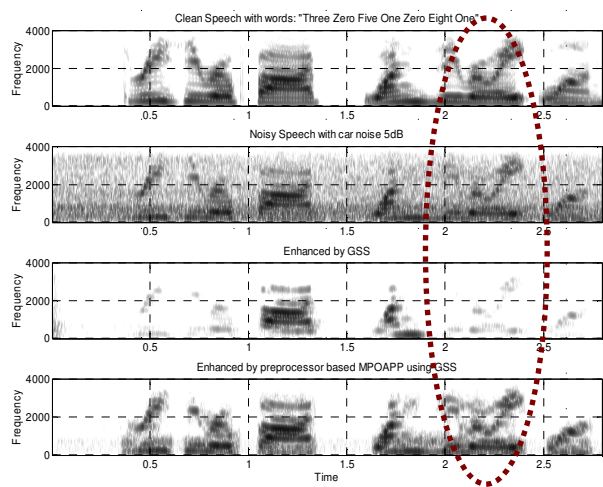 Clean Speech with words: "Three Zero Five One Zero Eight One"
4000
2000
0
Frequency
0.5 1 1.5 2 2.5
Noisy Speech with car noise 5dB
4000
2000
0
Frequency
0.5 1 1.5 2 2.5
Enhanced by GSS
4000
2000
0
Frequency
0.5 1 1.5 2 2.5
Enhanced by preprocessor based MPOAPP using GSS
4000
2000
0
Frequency
0.5 1 1.5 2 2.5
Time